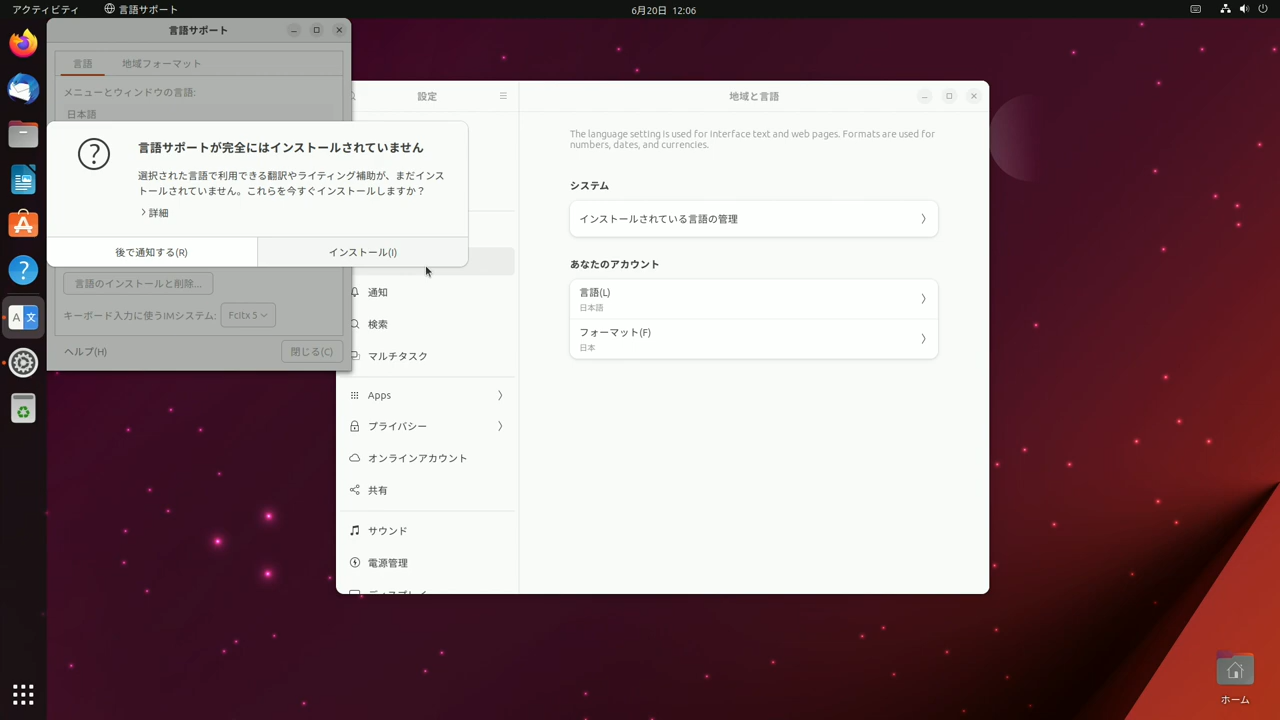 アクティビティ
言語サポート
6月20日 12:06
言語サポート
言語
地域フォーマット
メニューとウィンドウの言語:
日本語
言語サポートが完全にはインストールされていません
選択された言語で利用できる翻訳やライティング補助が、まだインス
トールされていません。これらを今すぐインストールしますか？
詳細
後で通知する(R)
インストール(I)
言語のインストールと削除...
キーボード入力に使うIMシステム:
Fcitx 5
ヘルプ(H)
閉じる(C)
設定
通知
検索
マルチタスク
Apps
プライバシー
オンラインアカウント
共有
サウンド
電源管理
ディスプレイ
地域と言語
The language setting is used for interface text and web pages. Formats are used for
numbers, dates, and currencies.
システム
インストールされている言語の管理
あなたのアカウント
言語(L)
日本語
フォーマット(F)
日本
ホーム